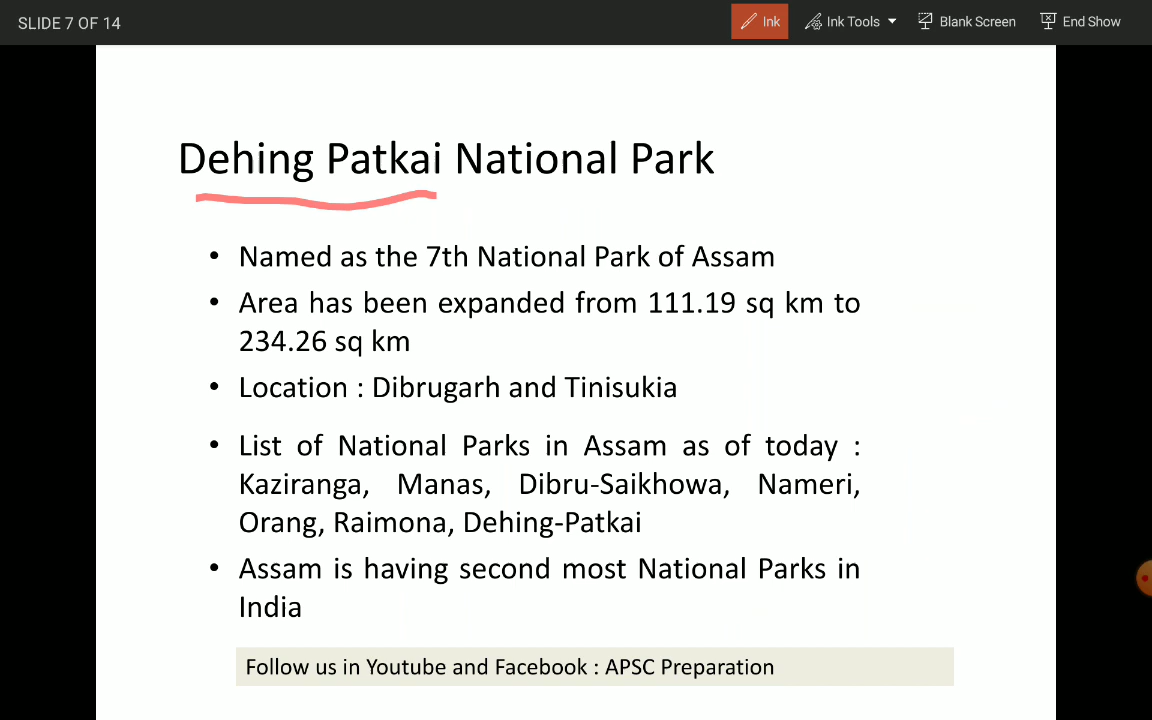 SLIDE 7 OF 14
Ink
Ink Tools
Blank Screen
End Show
Dehing Patkai National Park
• Named as the 7th National Park of Assam
• Area has been expanded from 111.19 sq km to
234.26 sq km
• Location : Dibrugarh and Tinisukia
• List of National Parks in Assam as of today :
Kaziranga, Manas, Dibru-Saikhowa, Nameri,
Orang, Raimona, Dehing-Patkai
• Assam is having second most National Parks in
India
Follow us in Youtube and Facebook : APSC Preparation